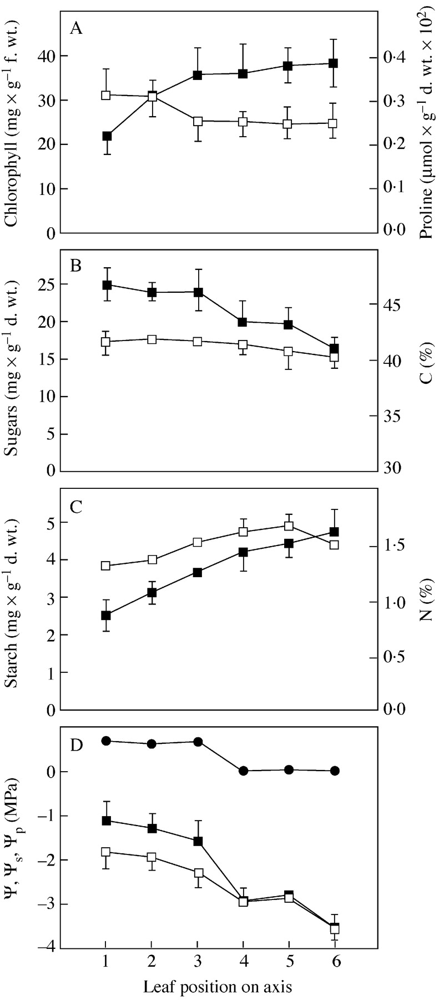 A
Chlorophyll (mg × g⁻¹ f. wt.)
40
30
20
10
0
0·4
0·3
0·2
0·1
0·0
Proline (μmol × g⁻¹ d. wt. × 10²)
B
Sugars (mg × g⁻¹ d. wt.)
25
20
15
10
5
0
45
40
35
30
C (%)
C
Starch (mg × g⁻¹ d. wt.)
5
4
3
2
1
0
1·5
1·0
0·5
0·0
N (%)
D
Ψ, Ψs, Ψp (MPa)
0
−1
−2
−3
−4
1 2 3 4 5 6
Leaf position on axis